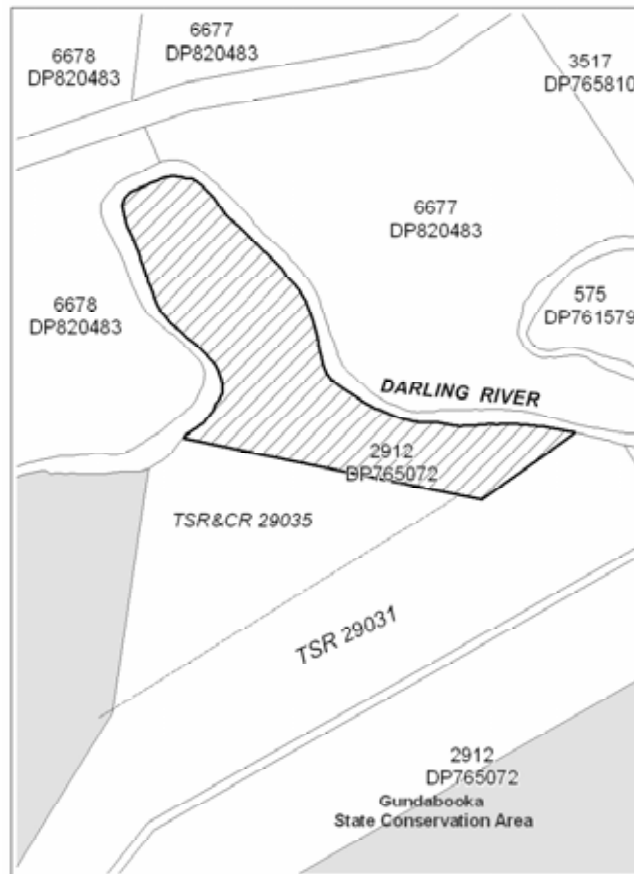 6677
DP820483
6678
DP820483
3517
DP765810
6677
DP820483
6678
DP820483
575
DP761579
DARLING RIVER
2912
DP765072
TSR&CR 29035
TSR 29031
2912
DP765072
Gundabooka
State Conservation Area